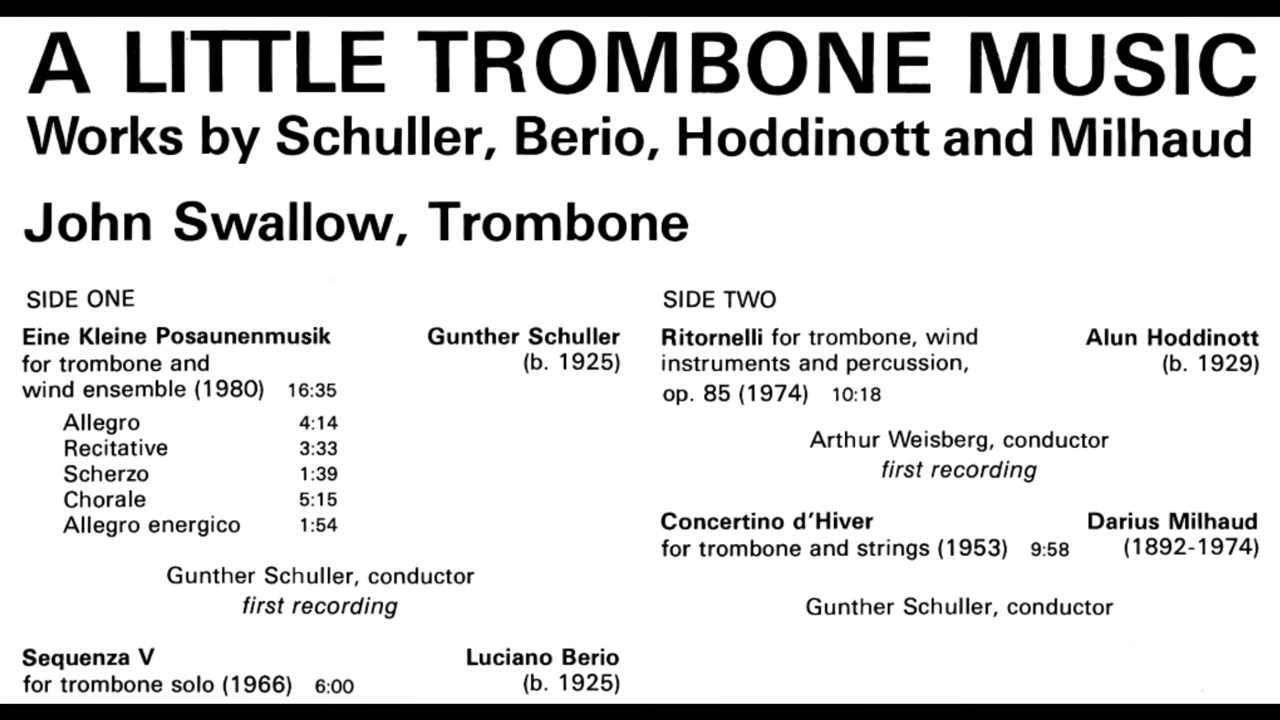 A LITTLE TROMBONE MUSIC
Works by Schuller, Berio, Hoddinott and Milhaud
John Swallow, Trombone
SIDE ONE
Eine Kleine Posaunenmusik Gunther Schuller
for trombone and (b. 1925)
wind ensemble (1980) 16:35
Allegro 4:14
Recitative 3:33
Scherzo 1:39
Chorale 5:15
Allegro energico 1:54
Gunther Schuller, conductor
first recording
Sequenza V Luciano Berio
for trombone solo (1966) 6:00 (b. 1925)
SIDE TWO
Ritornelli for trombone, wind Alun Hoddinott
instruments and percussion, (b. 1929)
op. 85 (1974) 10:18
Arthur Weisberg, conductor
first recording
Concertino d'Hiver Darius Milhaud
for trombone and strings (1953) 9:58 (1892-1974)
Gunther Schuller, conductor